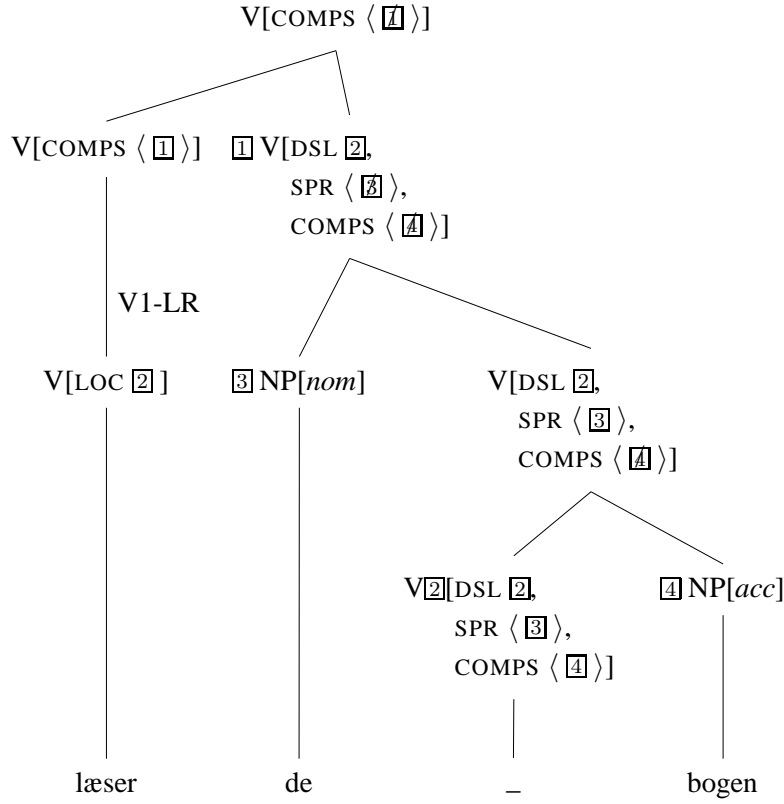 V[COMPS ⟨ 1̸ ⟩]
V[COMPS ⟨ 1 ⟩] 1 V[DSL 2,
SPR ⟨ 3̸ ⟩,
COMPS ⟨ 4̸ ⟩]
V1-LR
V[LOC 2 ] 3 NP[nom] V[DSL 2,
SPR ⟨ 3 ⟩,
COMPS ⟨ 4̸ ⟩]
V2[DSL 2, 4 NP[acc]
SPR ⟨ 3 ⟩,
COMPS ⟨ 4 ⟩]
læser de _ bogen